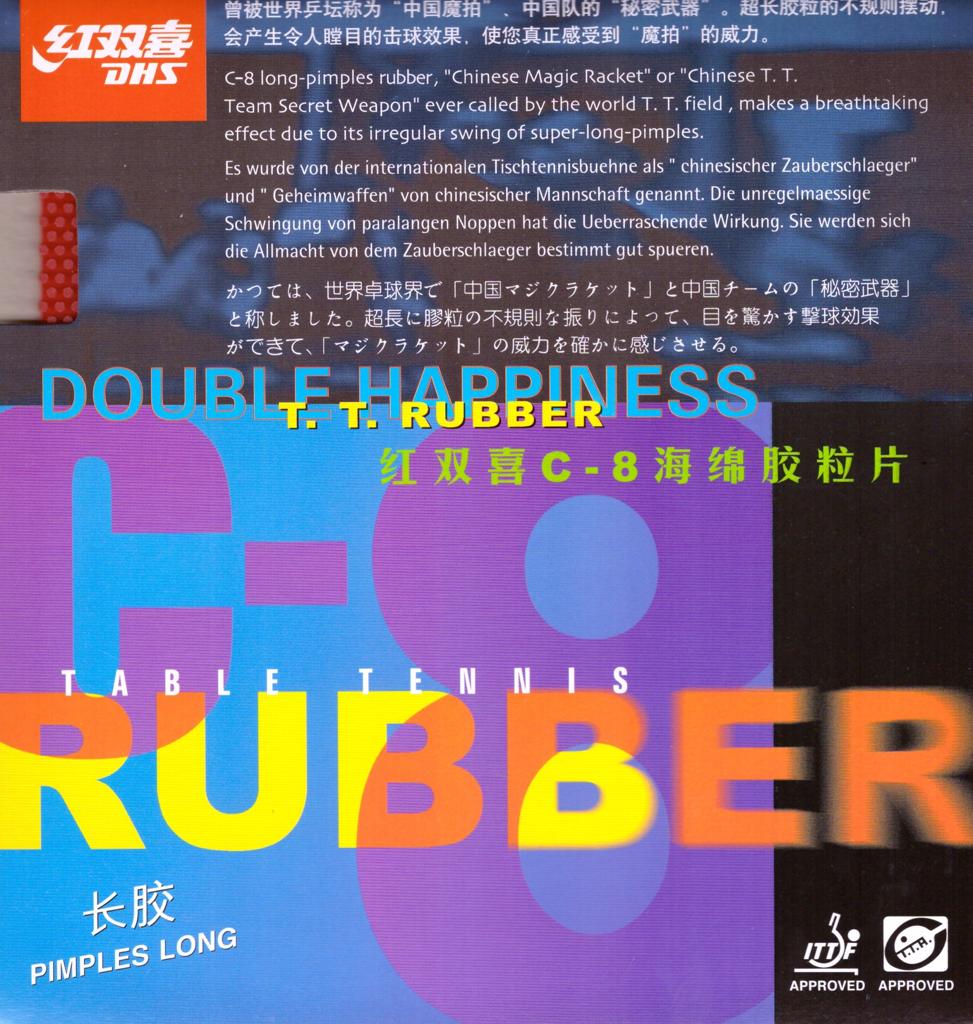 红双喜
DHS
曾被世界乒坛称为“中国魔拍”、中国队的“秘密武器”。超长胶粒的不规则摆动,
会产生令人瞠目的击球效果, 使您真正感受到“魔拍”的威力。
C-8 long-pimples rubber, "Chinese Magic Racket" or "Chinese T. T.
Team Secret Weapon" ever called by the world T. T. field , makes a breathtaking
effect due to its irregular swing of super-long-pimples.
Es wurde von der internationalen Tischtennisbuehne als " chinesischer Zauberschlaeger"
und " Geheimwaffen" von chinesischer Mannschaft genannt. Die unregelmaessige
Schwingung von paralangen Noppen hat die Ueberraschende Wirkung. Sie werden sich
die Allmacht von dem Zauberschlaeger bestimmt gut spueren.
かつては、世界卓球界で「中国マジクラケット」と中国チームの「秘密武器」
と称しました。超長に膠粒の不規則な振りによつて、目を驚かす撃球効果
ができて、「マジクラケット」の威力を確かに感じさせる。
DOUBLE HAPPINESS
T. T. RUBBER
红双喜C-8海绵胶粒片
C-8
TABLE TENNIS
RUBBER
长胶
PIMPLES LONG
ITTF
APPROVED
T.T.A.
APPROVED